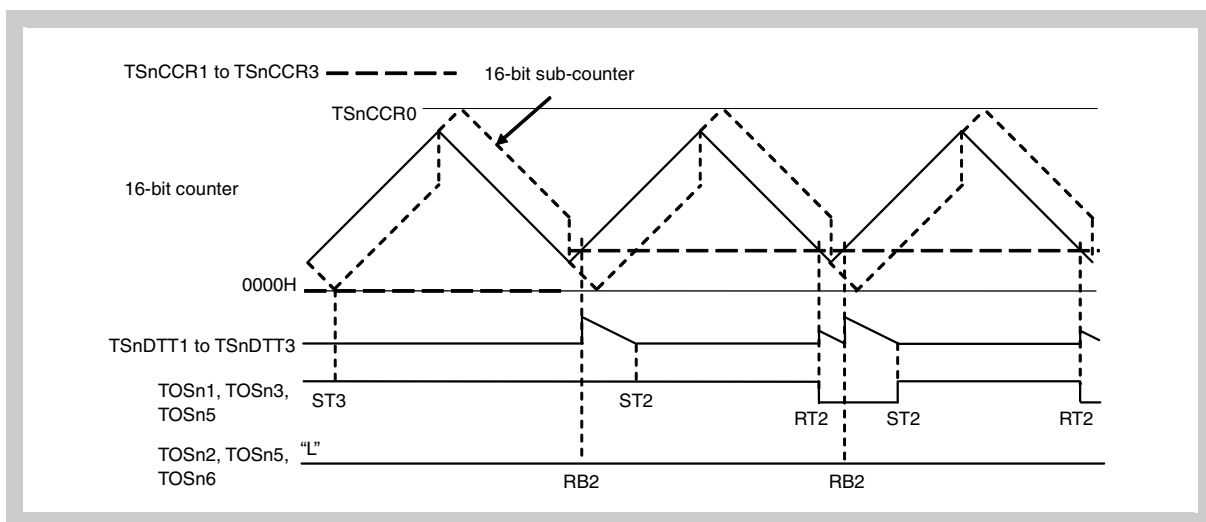 TSnCCR1 to TSnCCR3
16-bit sub-counter
TSnCCR0
16-bit counter
0000H
TSnDTT1 to TSnDTT3
TOSn1, TOSn3,
TOSn5
ST3
ST2
RT2
ST2
RT2
TOSn2, TOSn5,
TOSn6
“L”
RB2
RB2